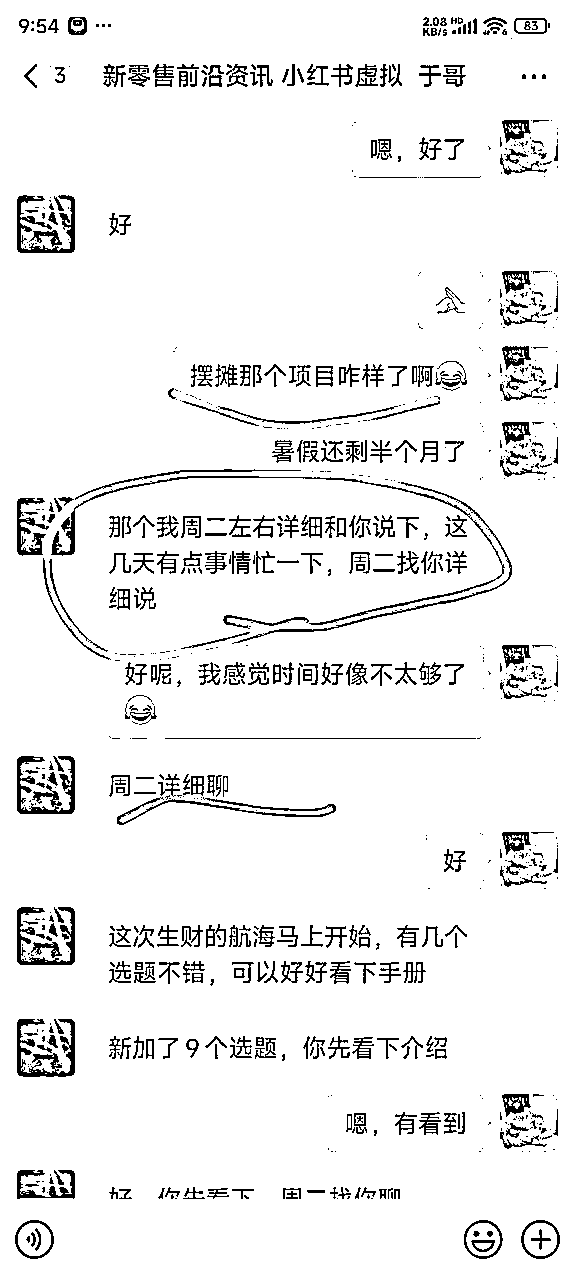 9:54 ··· 2.08 KB/s HD 83
3 新零售前沿资讯 小红书虚拟 于哥 ···
嗯，好了
好
摆摊那个项目咋样了啊😂
暑假还剩半个月了
那个我周二左右详细和你说下，这
几天有点事情忙一下，周二找你详
细说
好呢，我感觉时间好像不太够了
😂
周二详细聊
好
这次生财的航海马上开始，有几个
选题不错，可以好好看下手册
新加了9个选题，你先看下介绍
嗯，有看到
好，你先看下，周二找你聊